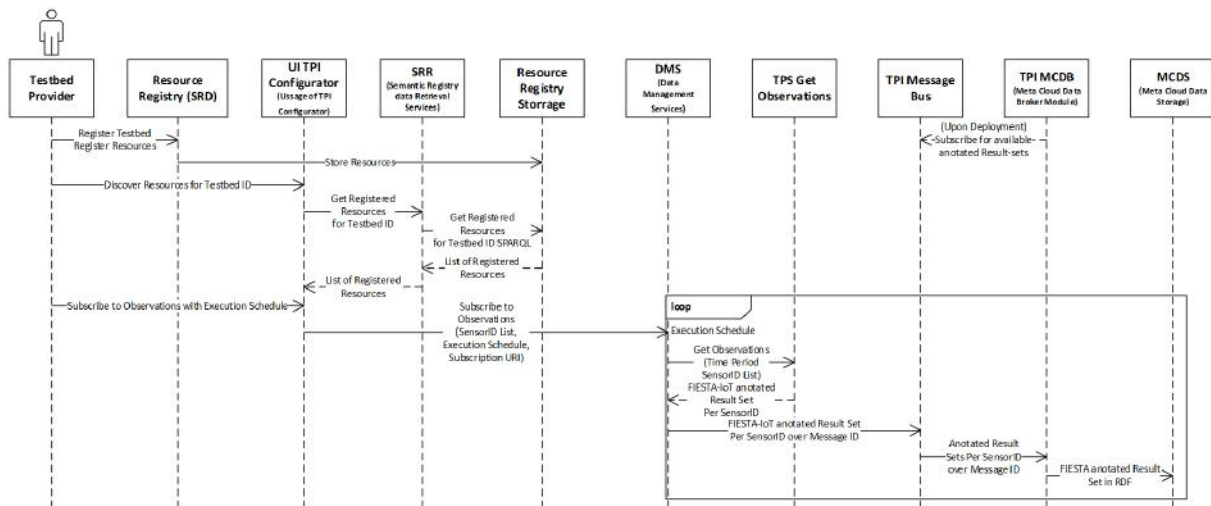 Testbed
Provider
Resource
Registry (SRD)
UI TPI
Configurator
(Ussage of TPI
Configurator)
SRR
(Semantic Registry
data Retrieval
Services)
Resource
Registry
Storrage
DMS
(Data
Management
Services)
TPS Get
Observations
TPI Message
Bus
TPI MCDB
(Meta Cloud Data
Broker Module)
MCDS
(Meta Cloud Data
Storage)
Register Testbed
Register Resources
(Upon Deployment)
Subscribe for available-
anotated Result-sets
Store Resources
Discover Resources for Testbed ID
Get Registered
Resources
for Testbed ID
Get Registered
Resources
for Testbed ID SPARQL
List of Registered
Resources
List of Registered
Resources
Subscribe to Observations with Execution Schedule
Subscribe to
Observations
(SensorID List,
Execution Schedule,
Subscription URI)
loop
Execution Schedule
Get Observations
(Time Period
SensorID List)
FIESTA-IoT anotated
Result Set
Per SensorID
FIESTA-IoT anotated Result Set
Per SensorID over Message ID
Anotated Result
Sets Per SensorID
over Message ID
FIESTA anotated Result
Set in RDF